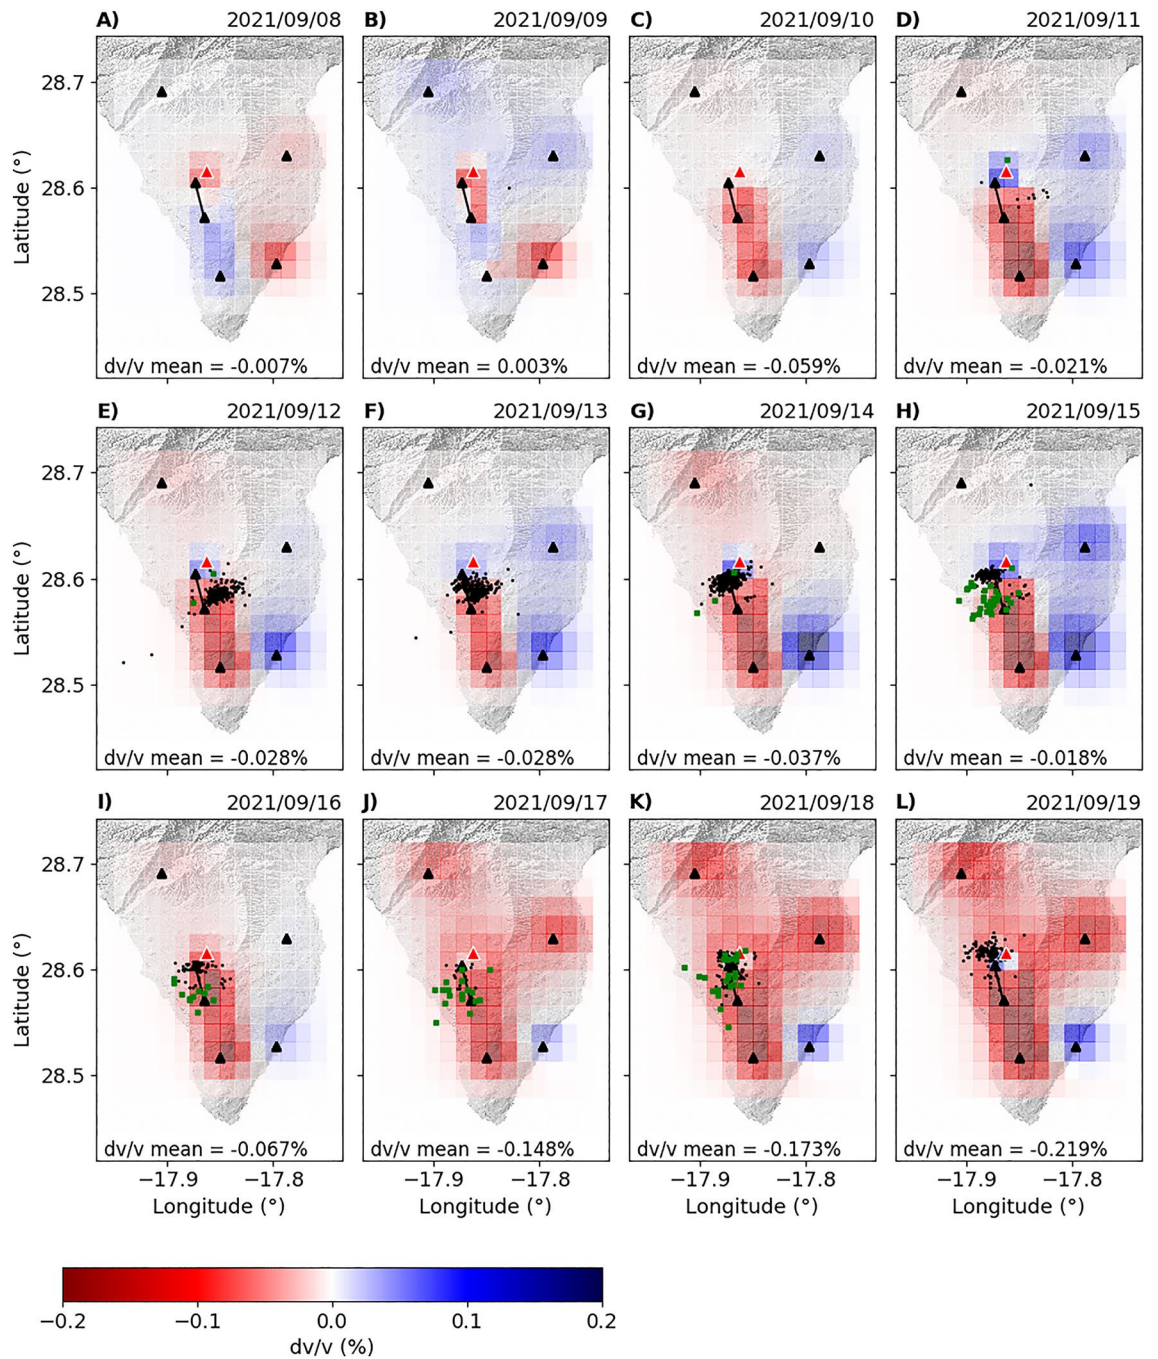 A) 2021/09/08 B) 2021/09/09 C) 2021/09/10 D) 2021/09/11
28.7
28.6
28.5
Latitude (°)
dv/v mean = -0.007% dv/v mean = 0.003% dv/v mean = -0.059% dv/v mean = -0.021%
E) 2021/09/12 F) 2021/09/13 G) 2021/09/14 H) 2021/09/15
28.7
28.6
28.5
Latitude (°)
dv/v mean = -0.028% dv/v mean = -0.028% dv/v mean = -0.037% dv/v mean = -0.018%
I) 2021/09/16 J) 2021/09/17 K) 2021/09/18 L) 2021/09/19
28.7
28.6
28.5
Latitude (°)
dv/v mean = -0.067% dv/v mean = -0.148% dv/v mean = -0.173% dv/v mean = -0.219%
−17.9 −17.8 −17.9 −17.8 −17.9 −17.8 −17.9 −17.8
Longitude (°) Longitude (°) Longitude (°) Longitude (°)
−0.2 −0.1 0.0 0.1 0.2
dv/v (%)